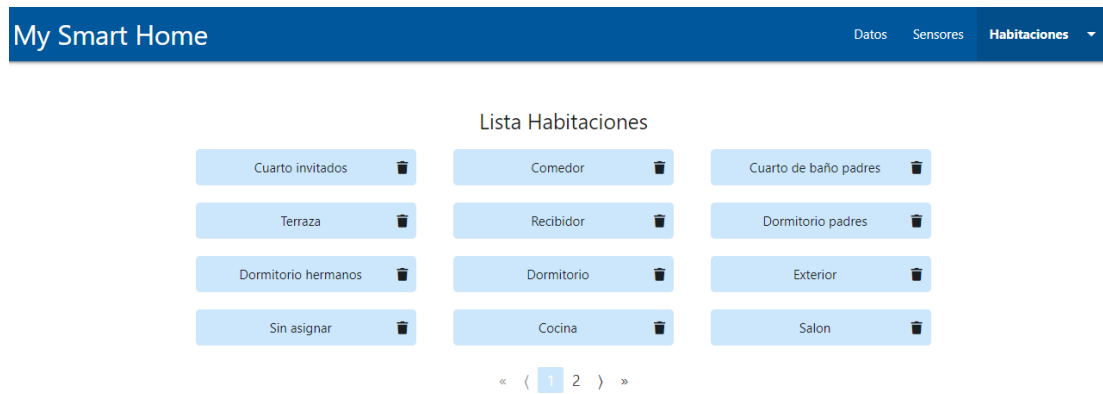 My Smart Home Datos Sensores Habitaciones
Lista Habitaciones
Cuarto invitados Comedor Cuarto de baño padres
Terraza Recibidor Dormitorio padres
Dormitorio hermanos Dormitorio Exterior
Sin asignar Cocina Salon
« ⟨ 1 2 ⟩ »